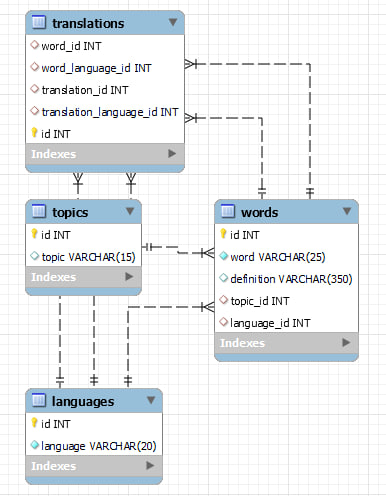 translations
word_id INT
word_language_id INT
translation_id INT
translation_language_id INT
id INT
Indexes
topics
id INT
topic VARCHAR(15)
Indexes
words
id INT
word VARCHAR(25)
definition VARCHAR(350)
topic_id INT
language_id INT
Indexes
languages
id INT
language VARCHAR(20)
Indexes